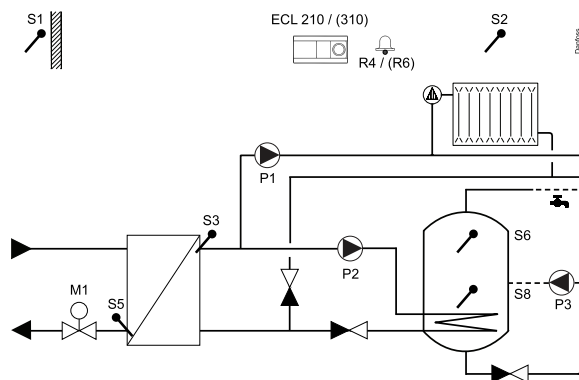 S1
ECL 210 / (310)
S2
R4 / (R6)
Danfoss
P1
S3
S6
P2
M1
S5
S8
P3